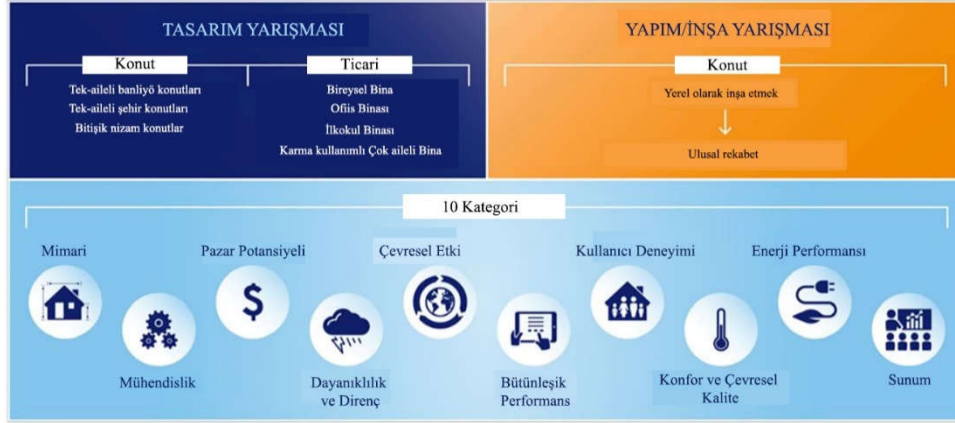 TASARIM YARIŞMASI
Konut
Tek-aileli banliyö konutları
Tek-aileli şehir konutları
Bitişik nizam konutlar
Ticari
Bireysel Bina
Ofiis Binası
İlkokul Binası
Karma kullanımlı Çok aileli Bina
YAPIM/İNŞA YARIŞMASI
Konut
Yerel olarak inşa etmek
Ulusal rekabet
10 Kategori
Mimari
Mühendislik
Pazar Potansiyeli
Dayanıklılık
ve Direnç
Çevresel Etki
Bütünleşik
Performans
Kullanıcı Deneyimi
Konfor ve Çevresel
Kalite
Enerji Performansı
Sunum